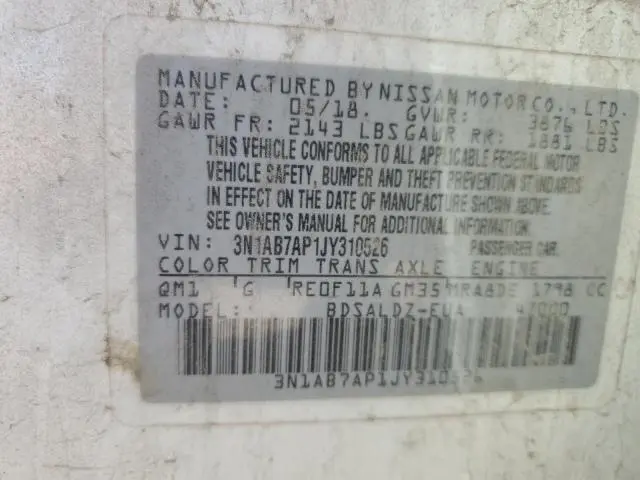 MANUFACTURED BY NISSAN MOTOR CO., LTD.
DATE: 05/18. GVWR: 3876 LBS
GAWR FR: 2143 LBS GAWR RR: 1881 LBS
THIS VEHICLE CONFORMS TO ALL APPLICABLE FEDERAL MOTOR
VEHICLE SAFETY, BUMPER AND THEFT PREVENTION STANDARDS
IN EFFECT ON THE DATE OF MANUFACTURE SHOWN ABOVE.
SEE OWNER'S MANUAL FOR ADDITIONAL INFORMATION.
VIN: 3N1AB7AP1JY310526 PASSENGER CAR.
COLOR TRIM TRANS AXLE ENGINE
QM1 G RE0F11A GM35 MRA8DE 1798 CC
MODEL: BDSALDZ-EUA
3N1AB7AP1JY310526